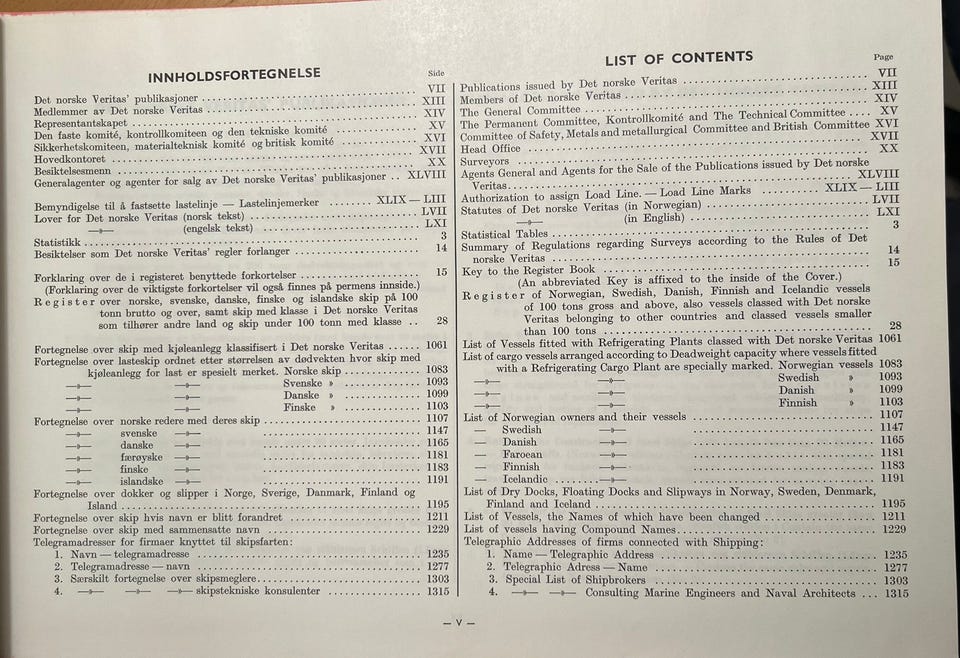 INNHOLDSFORTEGNELSE
Side
Det norske Veritas' publikasjoner ........ VII
Medlemmer av Det norske Veritas ........ XIII
Representantskapet ........ XIV
Den faste komité, kontrollkomiteen og den tekniske komité ........ XV
Sikkerhetskomiteen, materialteknisk komité og britisk komité ........ XVI
Hovedkontoret ........ XVII
Besiktelsesmenn ........ XX
Generalagenter og agenter for salg av Det norske Veritas' publikasjoner .. XLVIII
Bemyndigelse til å fastsette lastelinje — Lastelinjemerker ........ XLIX — LIII
Lover for Det norske Veritas (norsk tekst) ........ LVII
—»— (engelsk tekst) ........ LXI
Statistikk ........ 3
Besiktelser som Det norske Veritas' regler forlanger ........ 14
Forklaring over de i registeret benyttede forkortelser ........ 15
(Forklaring over de viktigste forkortelser vil også finnes på permens innside.)
Register over norske, svenske, danske, finske og islandske skip på 100
tonn brutto og over, samt skip med klasse i Det norske Veritas
som tilhører andre land og skip under 100 tonn med klasse .. 28
Fortegnelse over skip med kjøleanlegg klassifisert i Det norske Veritas ....... 1061
Fortegnelse over lasteskip ordnet etter størrelsen av dødvekten hvor skip med
kjøleanlegg for last er spesielt merket. Norske skip ........ 1083
—»— —»— Svenske » ........ 1093
—»— —»— Danske » ........ 1099
—»— —»— Finske » ........ 1103
Fortegnelse over norske redere med deres skip ........ 1107
—»— svenske —»— ........ 1147
—»— danske —»— ........ 1165
—»— færøyske —»— ........ 1181
—»— finske —»— ........ 1183
—»— islandske —»— ........ 1191
Fortegnelse over dokker og slipper i Norge, Sverige, Danmark, Finland og
Island ........ 1195
Fortegnelse over skip hvis navn er blitt forandret ........ 1211
Fortegnelse over skip med sammensatte navn ........ 1229
Telegramadresser for firmaer knyttet til skipsfarten:
1. Navn — telegramadresse ........ 1235
2. Telegramadresse — navn ........ 1277
3. Særskilt fortegnelse over skipsmeglere ........ 1303
4. —»— —»— skipstekniske konsulenter ........ 1315
LIST OF CONTENTS
Page
Publications issued by Det norske Veritas ........ VII
Members of Det norske Veritas ........ XIII
The General Committee ........ XIV
The Permanent Committee, Kontrollkomité and The Technical Committee .... XV
Committee of Safety, Metals and metallurgical Committee and British Committee XVI
Head Office ........ XVII
Surveyors ........ XX
Agents General and Agents for the Sale of the Publications issued by Det norske
Veritas ........ XLVIII
Authorization to assign Load Line. — Load Line Marks ........ XLIX — LIII
Statutes of Det norske Veritas (in Norwegian) ........ LVII
—»— (in English) ........ LXI
Statistical Tables ........ 3
Summary of Regulations regarding Surveys according to the Rules of Det
norske Veritas ........ 14
Key to the Register Book ........ 15
(An abbreviated Key is affixed to the inside of the Cover.)
Register of Norwegian, Swedish, Danish, Finnish and Icelandic vessels
of 100 tons gross and above, also vessels classed with Det norske
Veritas belonging to other countries and classed vessels smaller
than 100 tons ........ 28
List of Vessels fitted with Refrigerating Plants classed with Det norske Veritas 1061
List of cargo vessels arranged according to Deadweight capacity where vessels fitted
with a Refrigerating Cargo Plant are specially marked. Norwegian vessels 1083
—»— —»— Swedish » 1093
—»— —»— Danish » 1099
—»— —»— Finnish » 1103
List of Norwegian owners and their vessels ........ 1107
— Swedish —»— ........ 1147
— Danish —»— ........ 1165
— Faroean —»— ........ 1181
— Finnish —»— ........ 1183
— Icelandic ........ —»— ........ 1191
List of Dry Docks, Floating Docks and Slipways in Norway, Sweden, Denmark,
Finland and Iceland ........ 1195
List of Vessels, the Names of which have been changed ........ 1211
List of vessels having Compound Names ........ 1229
Telegraphic Addresses of firms connected with Shipping:
1. Name — Telegraphic Address ........ 1235
2. Telegraphic Adress — Name ........ 1277
3. Special List of Shipbrokers ........ 1303
4. —»— —»— Consulting Marine Engineers and Naval Architects ... 1315
— V —